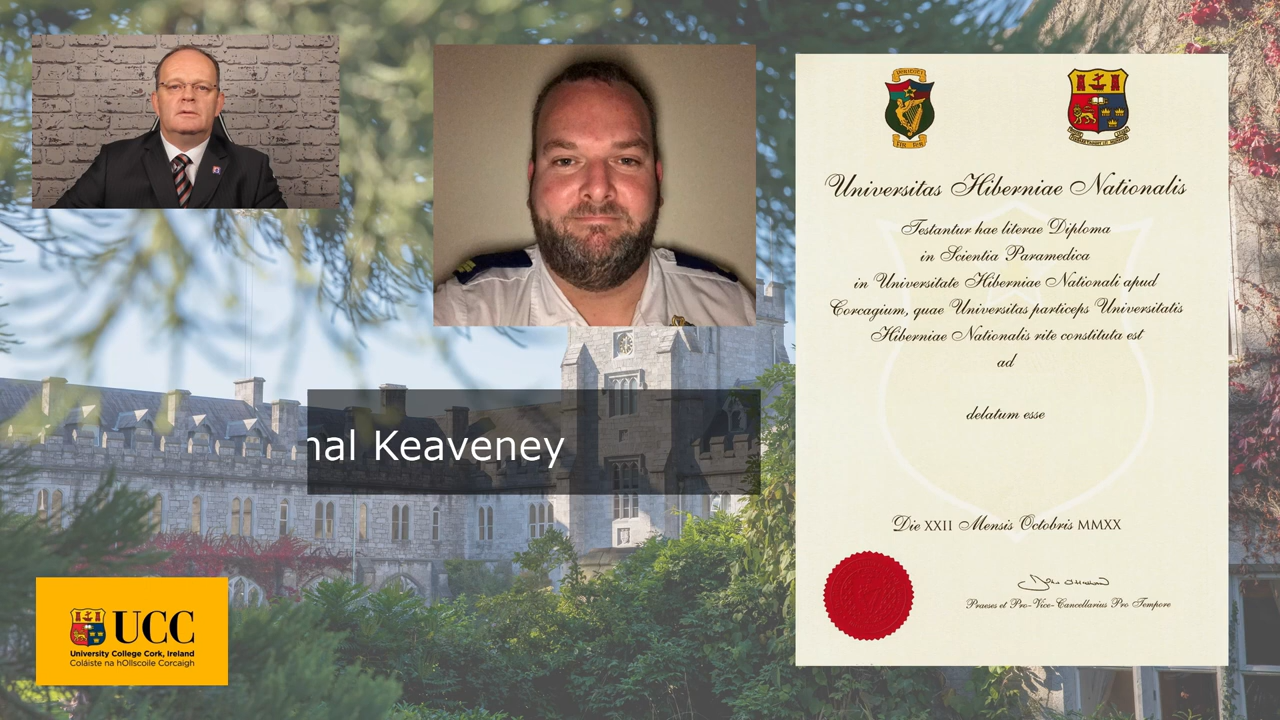 nal Keaveney
UCC
University College Cork, Ireland
Coláiste na hOllscoile Corcaigh
Universitas Hiberniae Nationalis
Testantur hae literae Diploma
in Scientia Paramedica
in Universitate Hiberniae Nationali apud
Corcagium, quae Universitas particeps Universitatis
Hiberniae Nationalis rite constituta est
ad
delatum esse
Die XXII Mensis Octobris MMXX
Praeses et Pro-Vice-Cancellarius Pro Tempore